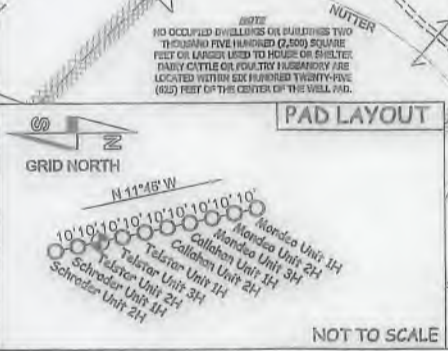 NUTTER
NOTE
NO OCCUPIED DWELLINGS OR BUILDINGS TWO
THOUSAND FIVE HUNDRED (2,500) SQUARE
FEET OR LARGER USED TO HOUSE OR SHELTER
DAIRY CATTLE OR POULTRY HUSBANDRY ARE
LOCATED WITHIN SIX HUNDRED TWENTY-FIVE
(625) FEET OF THE CENTER OF THE WELL PAD.
PAD LAYOUT
S N
GRID NORTH
N 11°45' W
10' 10' 10' 10' 10' 10' 10' 10' 10'
Mondeo Unit 1H
Mondeo Unit 2H
Mondeo Unit 3H
Callahan Unit 1H
Callahan Unit 2H
Telstar Unit 1H
Telstar Unit 3H
Telstar Unit 2H
Schroder Unit 1H
Schroder Unit 2H
NOT TO SCALE